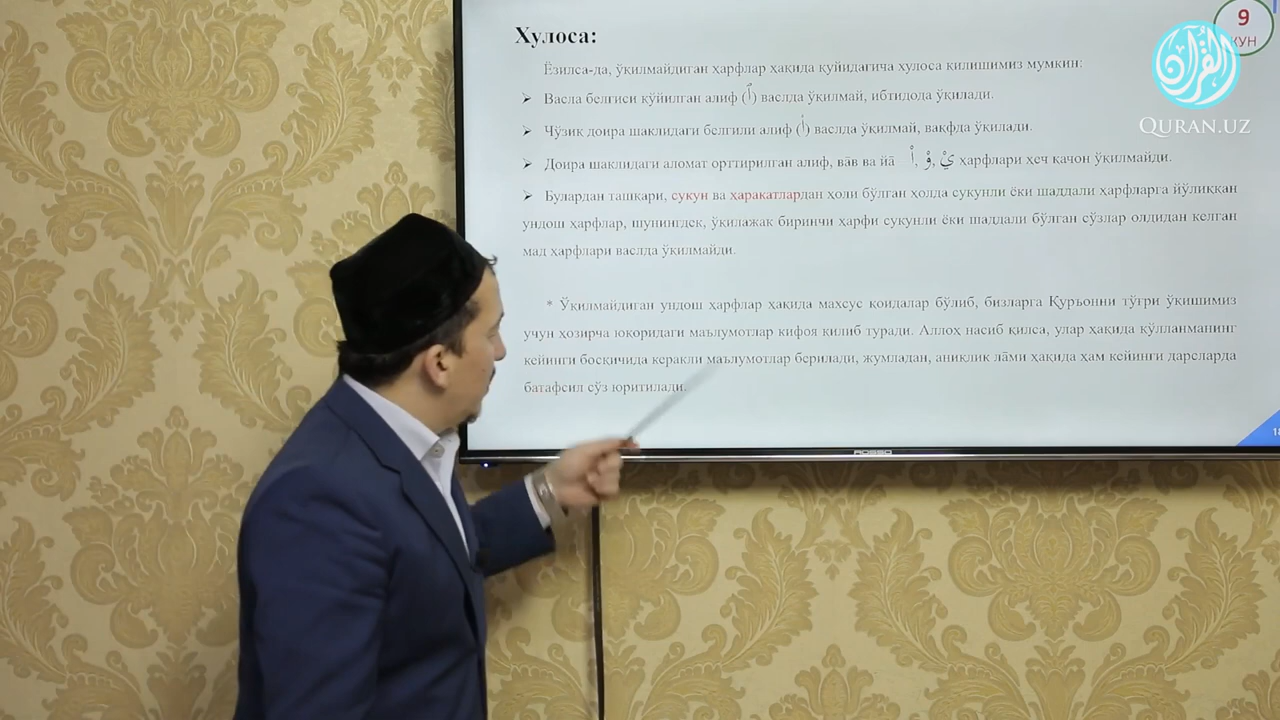 Хулоса:
Ёзилса-да, ўқилмайдиган ҳарфлар ҳақида қуйидагича хулоса қилишимиз мумкин:
➢ Васла белгиси қўйилган алиф (ٱ) васлда ўқилмай, ибтидода ўқилади.
➢ Чўзиқ доира шаклидаги белгили алиф (اْ) васлда ўқилмай, вақфда ўқилади.
➢ Доира шаклидаги аломат орттирилган алиф, вāв ва йā اْ, وْ, يْ ҳарфлари ҳеч қачон ўқилмайди.
➢ Булардан ташқари, сукун ва ҳаракатлардан холи бўлган ҳолда сукунли ёки шаддали ҳарфларга йўлиққан
ундош ҳарфлар, шунингдек, ўқилажак биринчи ҳарфи сукунли ёки шаддали бўлган сўзлар олдидан келган
мад ҳарфлари васлда ўқилмайди.
* Ўқилмайдиган ундош ҳарфлар ҳақида махсус қоидалар бўлиб, бизларга Қуръонни тўғри ўқишимиз
учун ҳозирча юқоридаги маълумотлар кифоя қилиб туради. Аллоҳ насиб қилса, улар ҳақида қўлланманинг
кейинги босқичида керакли маълумотлар берилади, жумладан, аниқлик лāми ҳақида ҳам кейинги дарсларда
батафсил сўз юритилади.
9
КУН
القرآن
QURAN.UZ
18
ROSSO